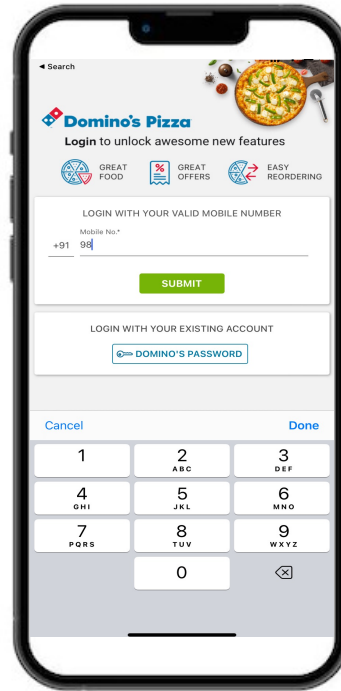 ◀ Search
Domino's Pizza
Login to unlock awesome new features
GREAT FOOD
GREAT OFFERS
EASY REORDERING
LOGIN WITH YOUR VALID MOBILE NUMBER
Mobile No.*
+91 98
SUBMIT
LOGIN WITH YOUR EXISTING ACCOUNT
DOMINO'S PASSWORD
Cancel Done
1 2 3
ABC DEF
4 5 6
GHI JKL MNO
7 8 9
PQRS TUV WXYZ
0